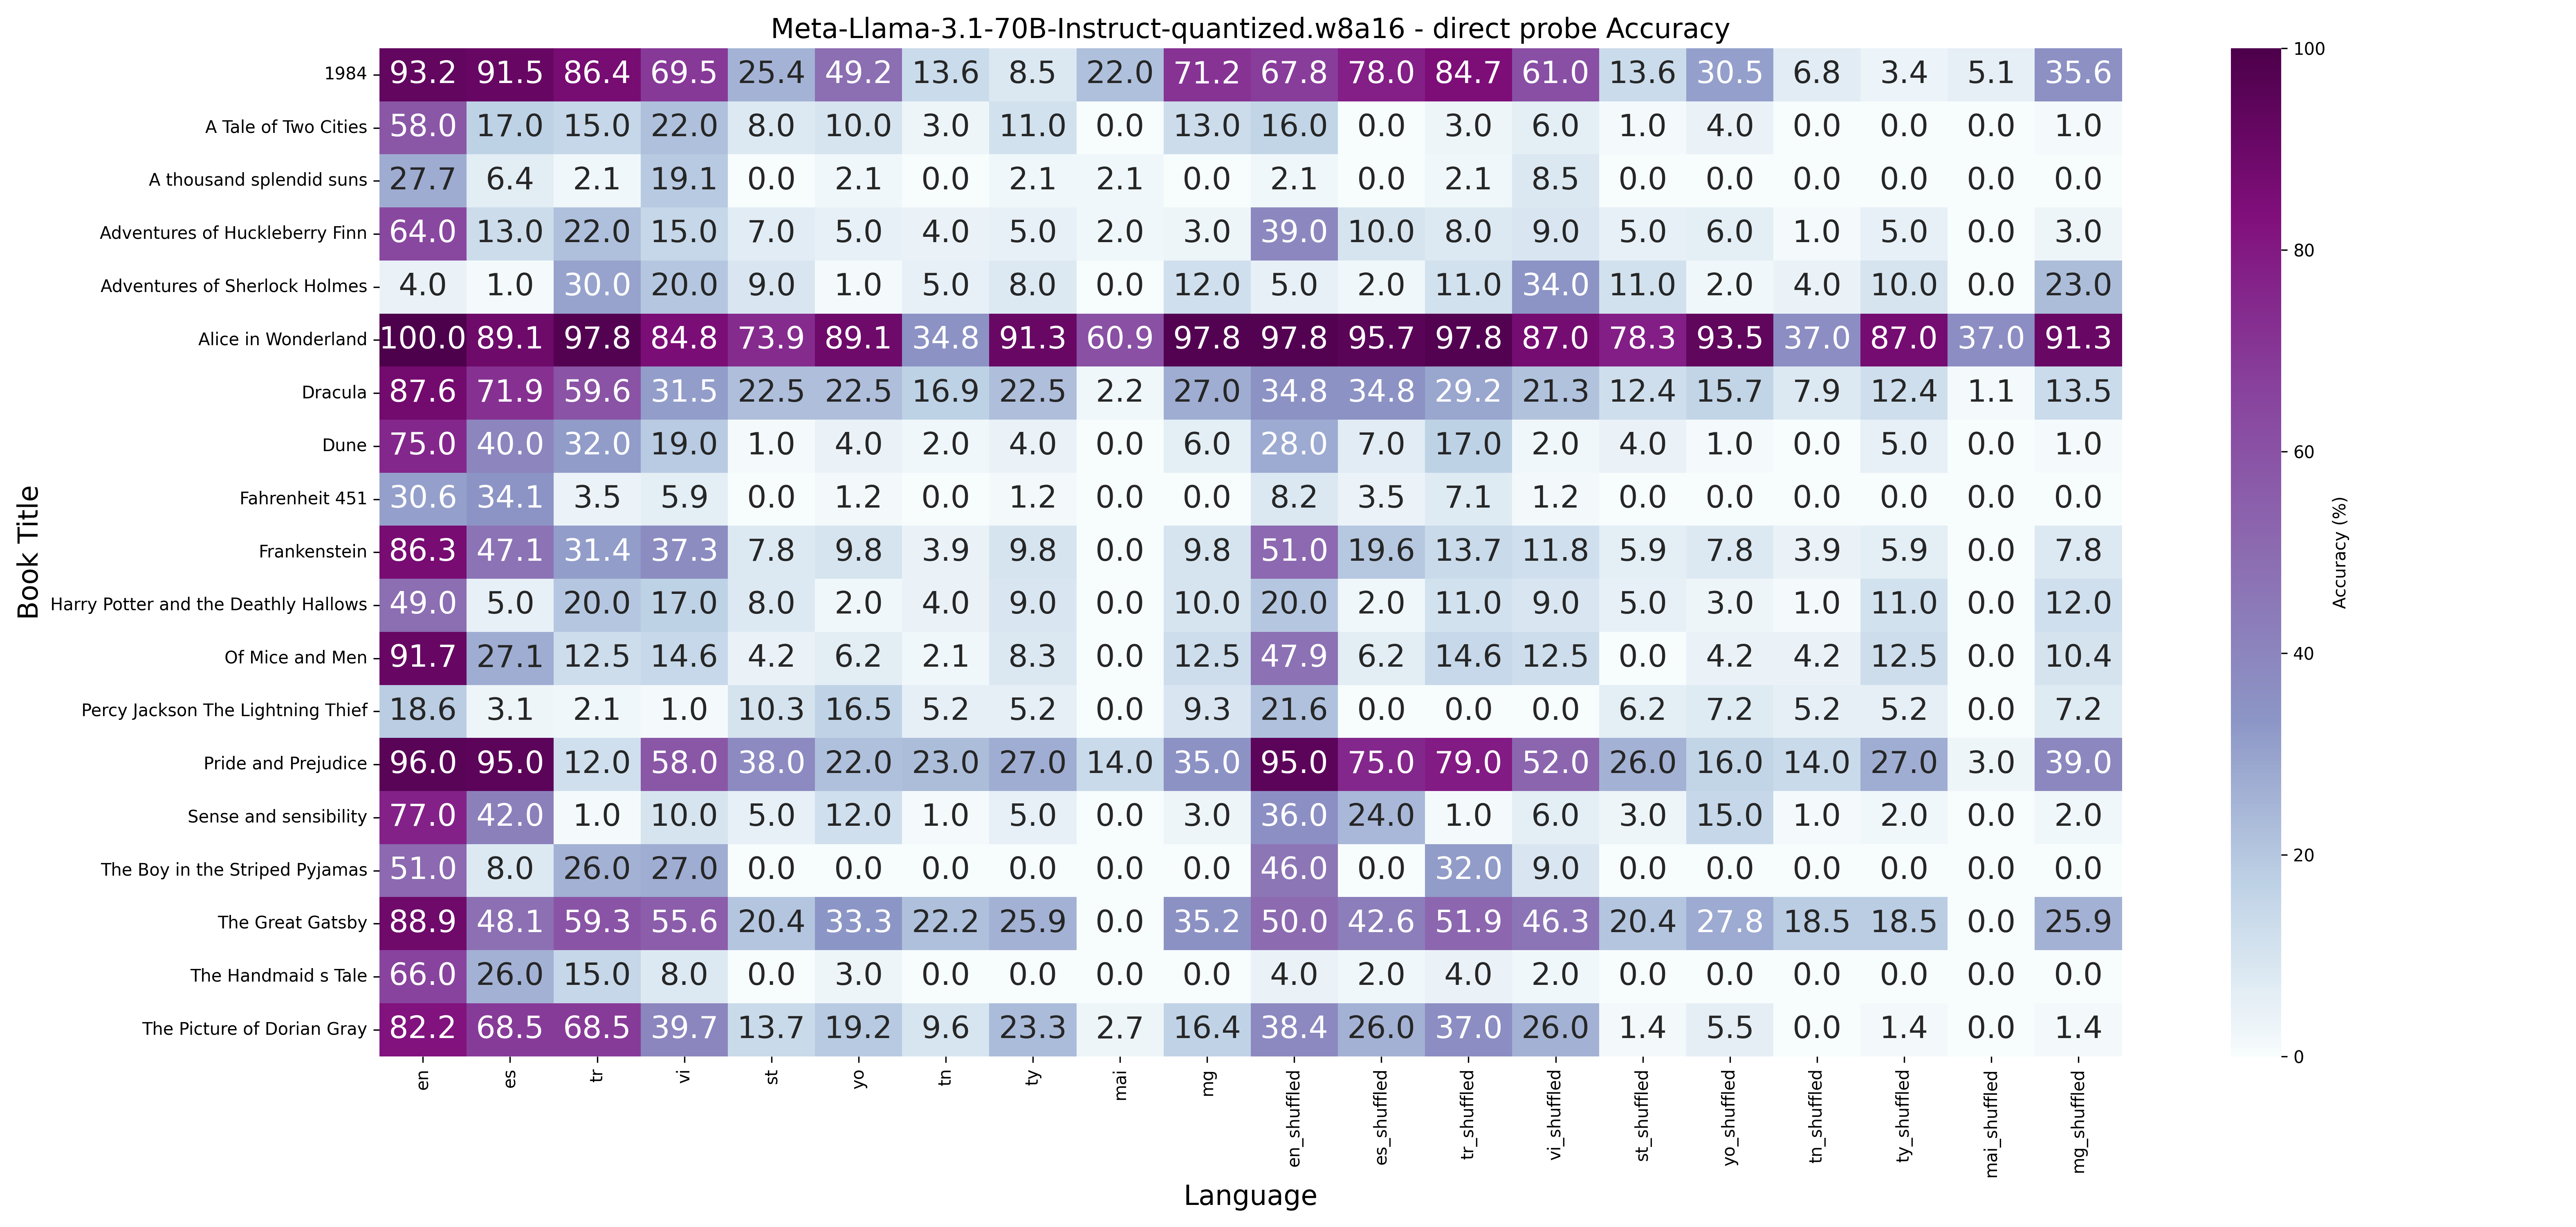 Meta-Llama-3.1-70B-Instruct-quantized.w8a16 - direct probe Accuracy
Book Title
1984 93.2 91.5 86.4 69.5 25.4 49.2 13.6 8.5 22.0 71.2 67.8 78.0 84.7 61.0 13.6 30.5 6.8 3.4 5.1 35.6
A Tale of Two Cities 58.0 17.0 15.0 22.0 8.0 10.0 3.0 11.0 0.0 13.0 16.0 0.0 3.0 6.0 1.0 4.0 0.0 0.0 0.0 1.0
A thousand splendid suns 27.7 6.4 2.1 19.1 0.0 2.1 0.0 2.1 2.1 0.0 2.1 0.0 2.1 8.5 0.0 0.0 0.0 0.0 0.0 0.0
Adventures of Huckleberry Finn 64.0 13.0 22.0 15.0 7.0 5.0 4.0 5.0 2.0 3.0 39.0 10.0 8.0 9.0 5.0 6.0 1.0 5.0 0.0 3.0
Adventures of Sherlock Holmes 4.0 1.0 30.0 20.0 9.0 1.0 5.0 8.0 0.0 12.0 5.0 2.0 11.0 34.0 11.0 2.0 4.0 10.0 0.0 23.0
Alice in Wonderland 100.0 89.1 97.8 84.8 73.9 89.1 34.8 91.3 60.9 97.8 97.8 95.7 97.8 87.0 78.3 93.5 37.0 87.0 37.0 91.3
Dracula 87.6 71.9 59.6 31.5 22.5 22.5 16.9 22.5 2.2 27.0 34.8 34.8 29.2 21.3 12.4 15.7 7.9 12.4 1.1 13.5
Dune 75.0 40.0 32.0 19.0 1.0 4.0 2.0 4.0 0.0 6.0 28.0 7.0 17.0 2.0 4.0 1.0 0.0 5.0 0.0 1.0
Fahrenheit 451 30.6 34.1 3.5 5.9 0.0 1.2 0.0 1.2 0.0 0.0 8.2 3.5 7.1 1.2 0.0 0.0 0.0 0.0 0.0 0.0
Frankenstein 86.3 47.1 31.4 37.3 7.8 9.8 3.9 9.8 0.0 9.8 51.0 19.6 13.7 11.8 5.9 7.8 3.9 5.9 0.0 7.8
Harry Potter and the Deathly Hallows 49.0 5.0 20.0 17.0 8.0 2.0 4.0 9.0 0.0 10.0 20.0 2.0 11.0 9.0 5.0 3.0 1.0 11.0 0.0 12.0
Of Mice and Men 91.7 27.1 12.5 14.6 4.2 6.2 2.1 8.3 0.0 12.5 47.9 6.2 14.6 12.5 0.0 4.2 4.2 12.5 0.0 10.4
Percy Jackson The Lightning Thief 18.6 3.1 2.1 1.0 10.3 16.5 5.2 5.2 0.0 9.3 21.6 0.0 0.0 0.0 6.2 7.2 5.2 5.2 0.0 7.2
Pride and Prejudice 96.0 95.0 12.0 58.0 38.0 22.0 23.0 27.0 14.0 35.0 95.0 75.0 79.0 52.0 26.0 16.0 14.0 27.0 3.0 39.0
Sense and sensibility 77.0 42.0 1.0 10.0 5.0 12.0 1.0 5.0 0.0 3.0 36.0 24.0 1.0 6.0 3.0 15.0 1.0 2.0 0.0 2.0
The Boy in the Striped Pyjamas 51.0 8.0 26.0 27.0 0.0 0.0 0.0 0.0 0.0 0.0 46.0 0.0 32.0 9.0 0.0 0.0 0.0 0.0 0.0 0.0
The Great Gatsby 88.9 48.1 59.3 55.6 20.4 33.3 22.2 25.9 0.0 35.2 50.0 42.6 51.9 46.3 20.4 27.8 18.5 18.5 0.0 25.9
The Handmaid s Tale 66.0 26.0 15.0 8.0 0.0 3.0 0.0 0.0 0.0 0.0 4.0 2.0 4.0 2.0 0.0 0.0 0.0 0.0 0.0 0.0
The Picture of Dorian Gray 82.2 68.5 68.5 39.7 13.7 19.2 9.6 23.3 2.7 16.4 38.4 26.0 37.0 26.0 1.4 5.5 0.0 1.4 0.0 1.4
en es tr vi st yo tn ty mai mg en_shuffled es_shuffled tr_shuffled vi_shuffled st_shuffled yo_shuffled tn_shuffled ty_shuffled mai_shuffled mg_shuffled
Language
100
80
60
40
20
0
Accuracy (%)